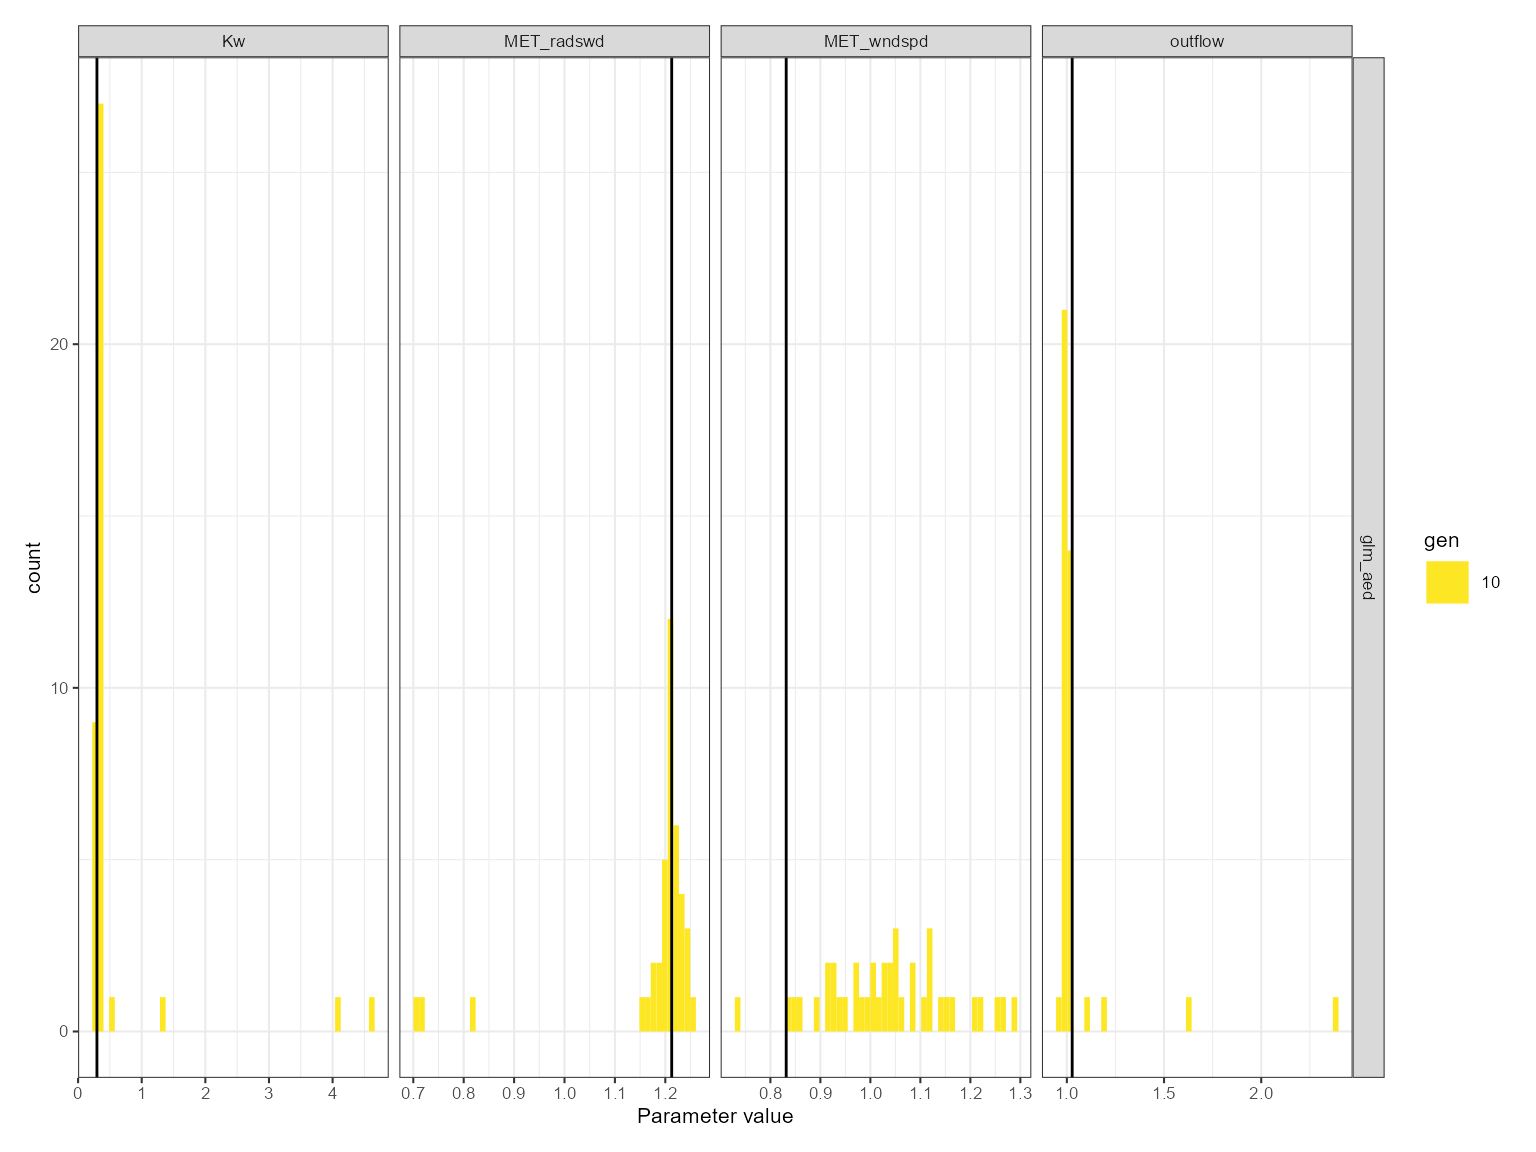 Kw MET_radswd MET_wndspd outflow
20
10
0
count
glm_aed
gen
10
0 1 2 3 4 0.7 0.8 0.9 1.0 1.1 1.2 0.8 0.9 1.0 1.1 1.2 1.3 1.0 1.5 2.0
Parameter value